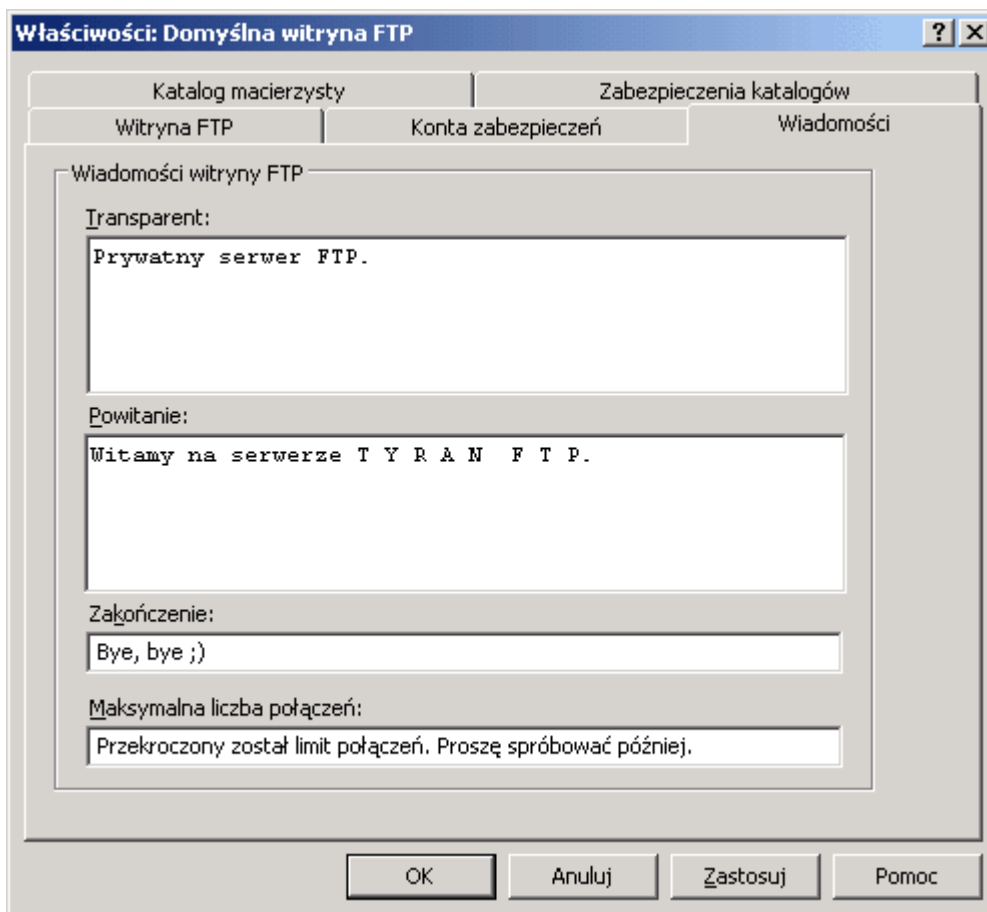 Właściwości: Domyślna witryna FTP
Katalog macierzysty Zabezpieczenia katalogów
Witryna FTP Konta zabezpieczeń Wiadomości
Wiadomości witryny FTP
Transparent:
Prywatny serwer FTP.
Powitanie:
Witamy na serwerze T Y R A N  F T P.
Zakończenie:
Bye, bye ;)
Maksymalna liczba połączeń:
Przekroczony został limit połączeń. Proszę spróbować później.
OK Anuluj Zastosuj Pomoc